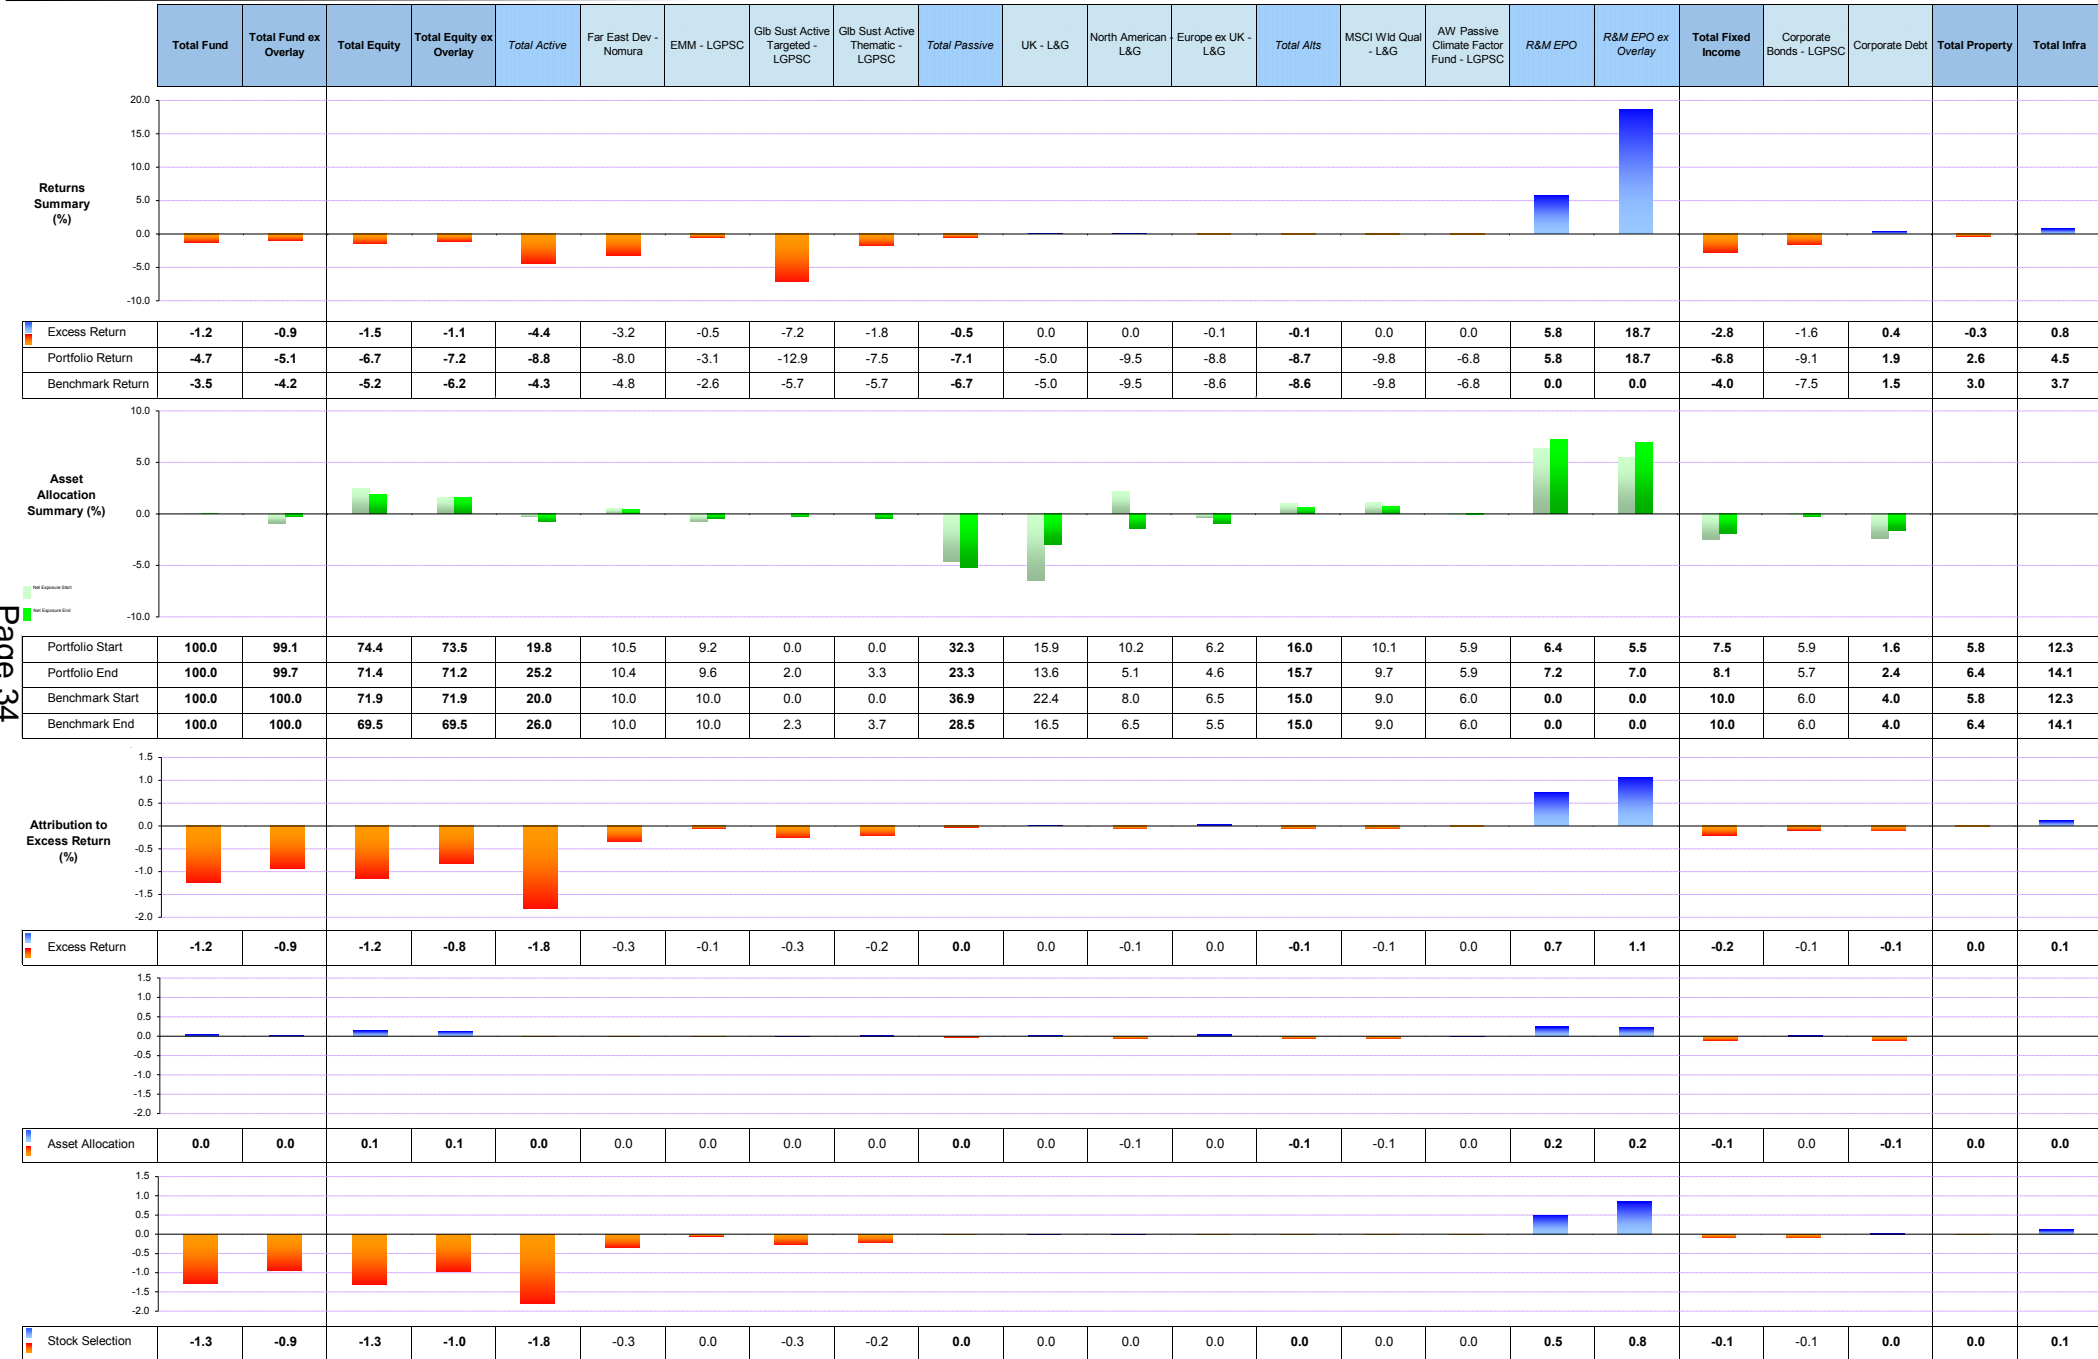 Total Fund
Total Fund ex Overlay
Total Equity
Total Equity ex Overlay
Total Active
Far East Dev - Nomura
EMM - LGPSC
Glb Sust Active Targeted - LGPSC
Glb Sust Active Thematic - LGPSC
Total Passive
UK - L&G
North American - L&G
Europe ex UK - L&G
Total Alts
MSCI Wld Qual - L&G
AW Passive Climate Factor Fund - LGPSC
R&M EPO
R&M EPO ex Overlay
Total Fixed Income
Corporate Bonds - LGPSC
Corporate Debt
Total Property
Total Infra
Returns Summary (%)
20.0
15.0
10.0
5.0
0.0
-5.0
-10.0
Excess Return -1.2 -0.9 -1.5 -1.1 -4.4 -3.2 -0.5 -7.2 -1.8 -0.5 0.0 0.0 -0.1 -0.1 0.0 0.0 5.8 18.7 -2.8 -1.6 0.4 -0.3 0.8
Portfolio Return -4.7 -5.1 -6.7 -7.2 -8.8 -8.0 -3.1 -12.9 -7.5 -7.1 -5.0 -9.5 -8.8 -8.7 -9.8 -6.8 5.8 18.7 -6.8 -9.1 1.9 2.6 4.5
Benchmark Return -3.5 -4.2 -5.2 -6.2 -4.3 -4.8 -2.6 -5.7 -5.7 -6.7 -5.0 -9.5 -8.6 -8.6 -9.8 -6.8 0.0 0.0 -4.0 -7.5 1.5 3.0 3.7
Asset Allocation Summary (%)
10.0
5.0
0.0
-5.0
-10.0
Net Exposure Start
Net Exposure End
Page 34
Portfolio Start 100.0 99.1 74.4 73.5 19.8 10.5 9.2 0.0 0.0 32.3 15.9 10.2 6.2 16.0 10.1 5.9 6.4 5.5 7.5 5.9 1.6 5.8 12.3
Portfolio End 100.0 99.7 71.4 71.2 25.2 10.4 9.6 2.0 3.3 23.3 13.6 5.1 4.6 15.7 9.7 5.9 7.2 7.0 8.1 5.7 2.4 6.4 14.1
Benchmark Start 100.0 100.0 71.9 71.9 20.0 10.0 10.0 0.0 0.0 36.9 22.4 8.0 6.5 15.0 9.0 6.0 0.0 0.0 10.0 6.0 4.0 5.8 12.3
Benchmark End 100.0 100.0 69.5 69.5 26.0 10.0 10.0 2.3 3.7 28.5 16.5 6.5 5.5 15.0 9.0 6.0 0.0 0.0 10.0 6.0 4.0 6.4 14.1
Attribution to Excess Return (%)
1.5
1.0
0.5
0.0
-0.5
-1.0
-1.5
-2.0
Excess Return -1.2 -0.9 -1.2 -0.8 -1.8 -0.3 -0.1 -0.3 -0.2 0.0 0.0 -0.1 0.0 -0.1 -0.1 0.0 0.7 1.1 -0.2 -0.1 -0.1 0.0 0.1
1.5
1.0
0.5
0.0
-0.5
-1.0
-1.5
-2.0
Asset Allocation 0.0 0.0 0.1 0.1 0.0 0.0 0.0 0.0 0.0 0.0 0.0 -0.1 0.0 -0.1 -0.1 0.0 0.2 0.2 -0.1 0.0 -0.1 0.0 0.0
1.5
1.0
0.5
0.0
-0.5
-1.0
-1.5
-2.0
Stock Selection -1.3 -0.9 -1.3 -1.0 -1.8 -0.3 0.0 -0.3 -0.2 0.0 0.0 0.0 0.0 0.0 0.0 0.0 0.5 0.8 -0.1 -0.1 0.0 0.0 0.1